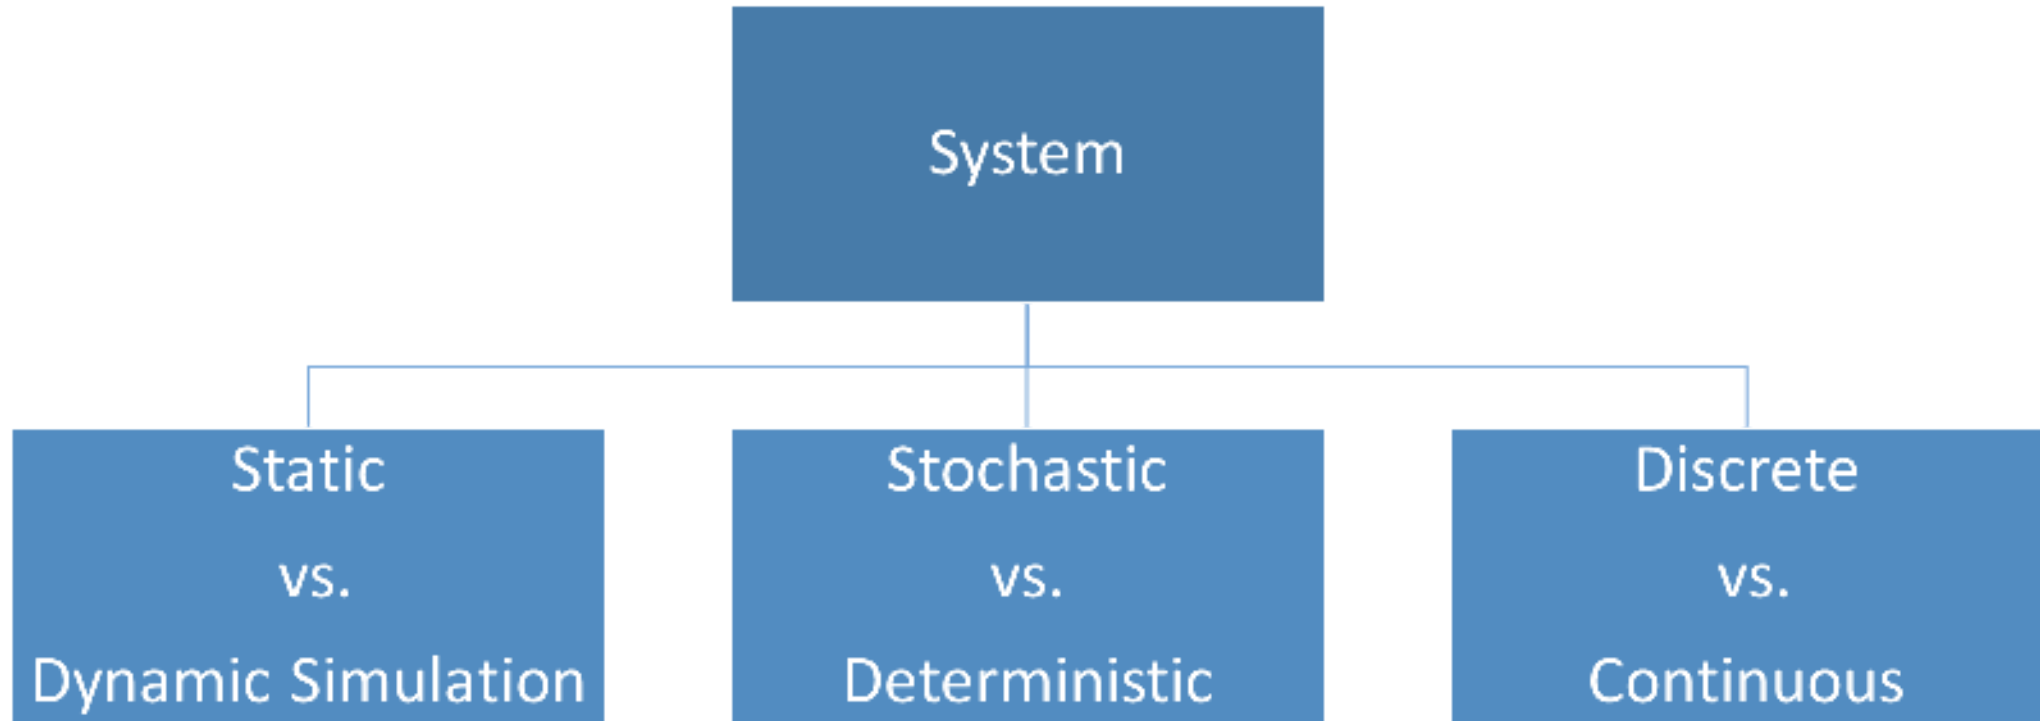 System
Static
vs.
Dynamic Simulation
Stochastic
vs.
Deterministic
Discrete
vs.
Continuous